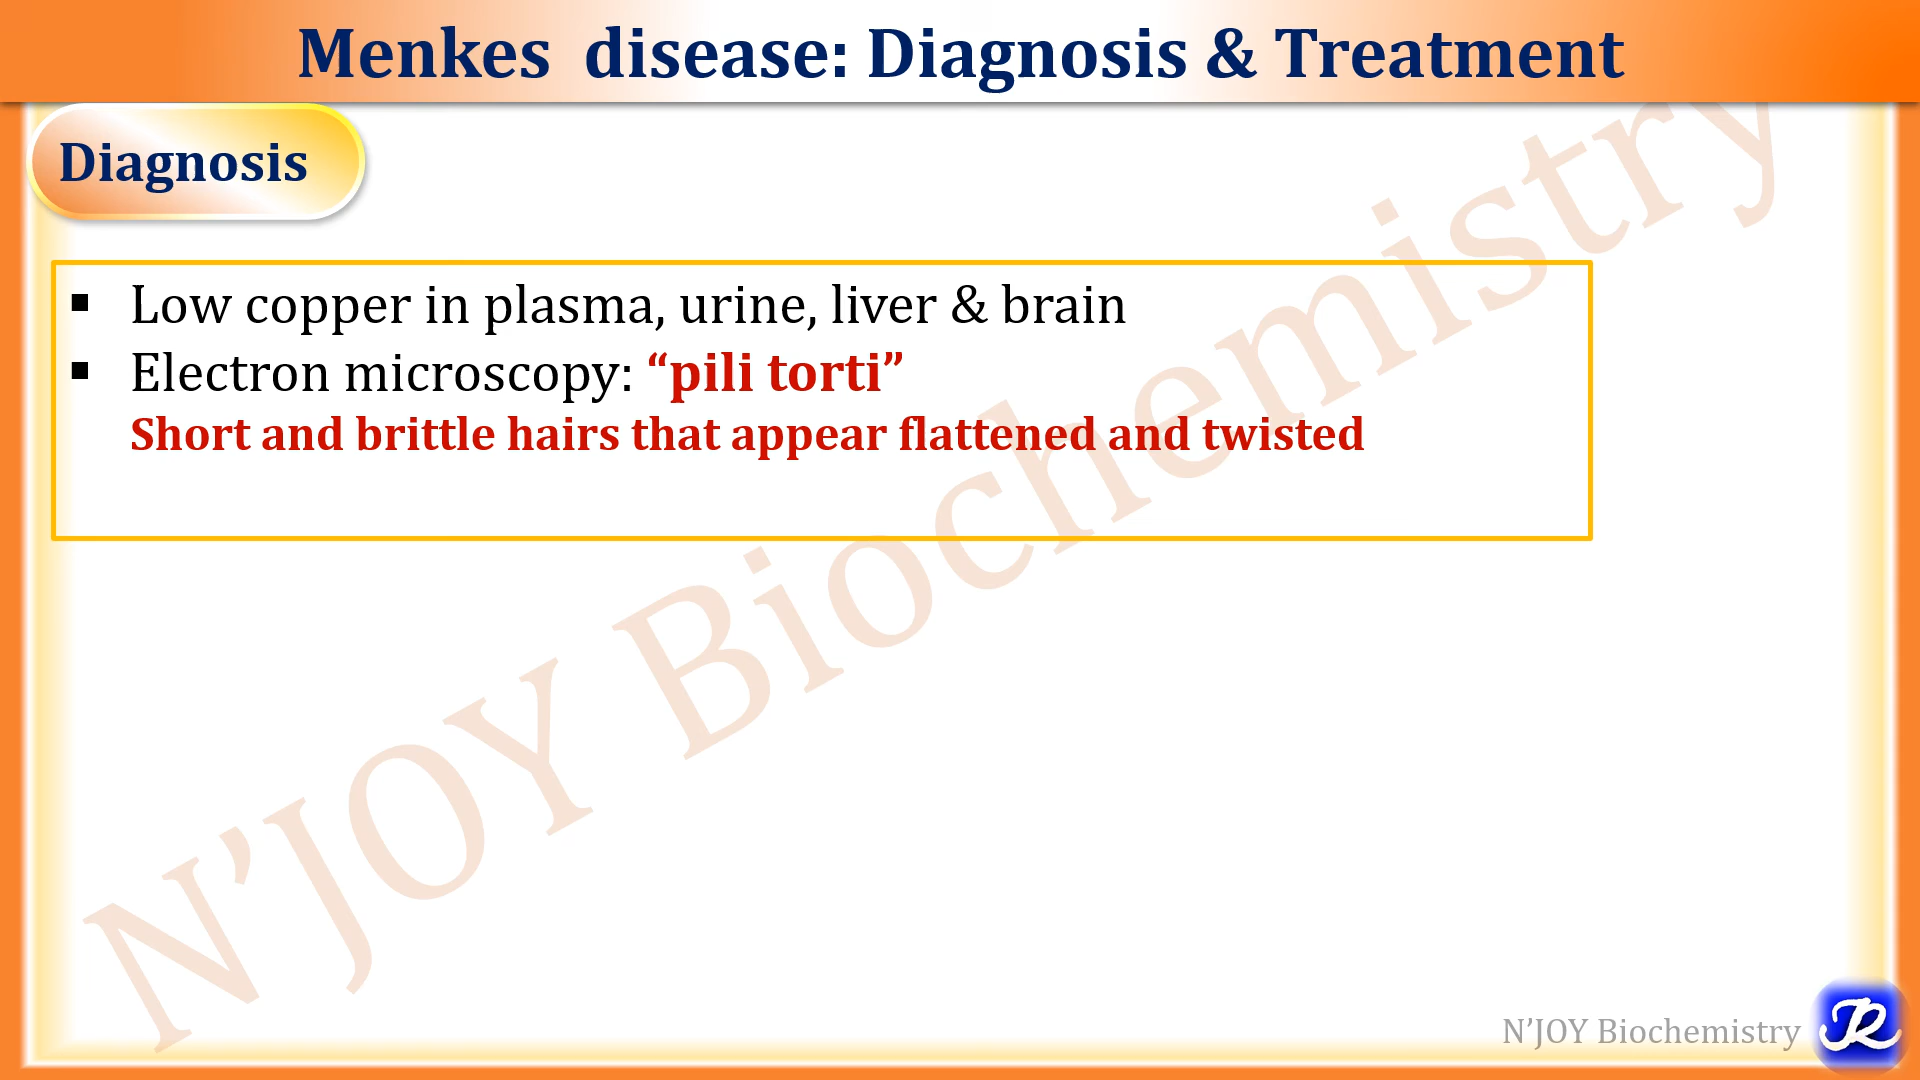 Menkes disease: Diagnosis & Treatment
Diagnosis
▪ Low copper in plasma, urine, liver & brain
▪ Electron microscopy: “pili torti”
Short and brittle hairs that appear flattened and twisted
N’JOY Biochemistry
N’JOY Biochemistry
JR